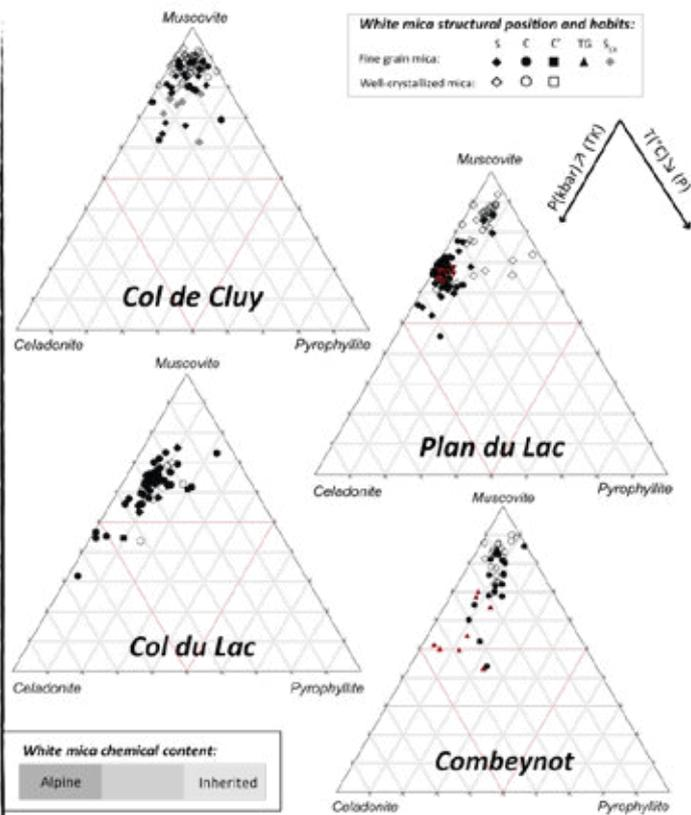 Muscovite
Col de Cluy
Celadonite
Pyrophyllite
White mica structural position and habits:
S C C' TG
Fine grain mica:
Well-crystallized mica:
P(kbar)↗ (TK)
T(°C)↘ (P)
Muscovite
Plan du Lac
Celadonite
Pyrophyllite
Muscovite
Col du Lac
Celadonite
Pyrophyllite
Muscovite
Combeynot
Celadonite
Pyrophyllite
White mica chemical content:
Alpine
Inherited